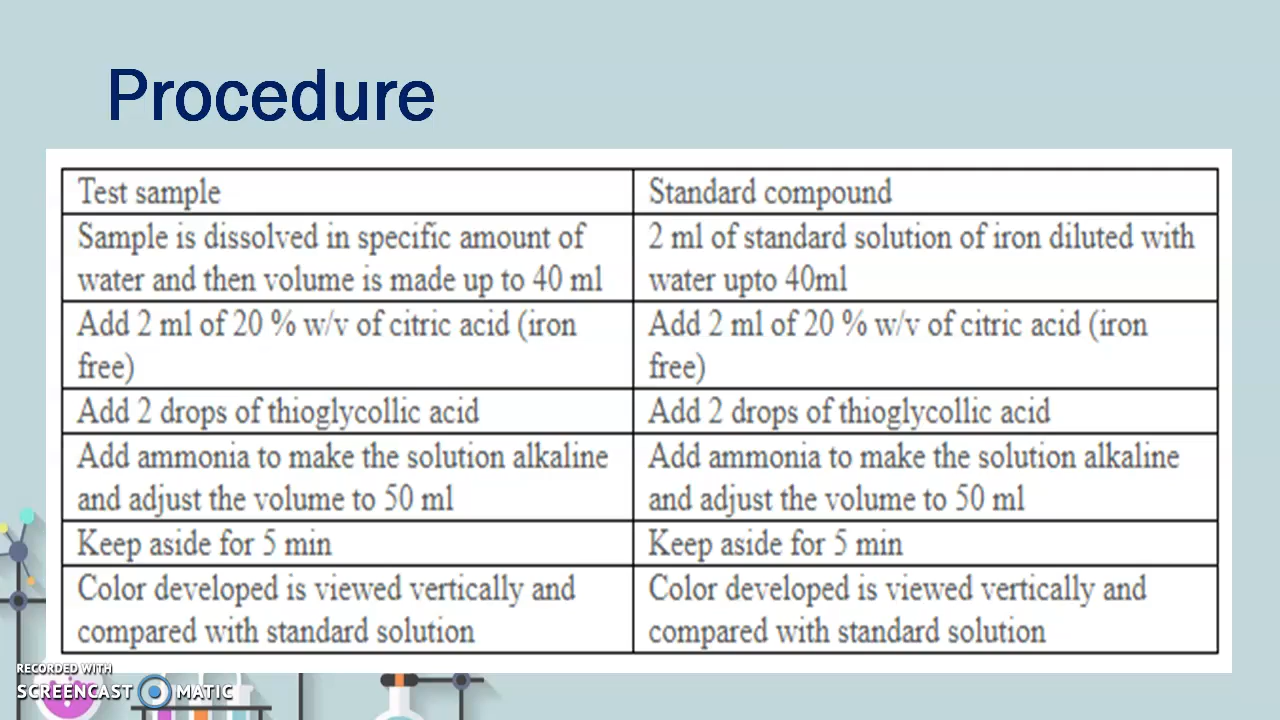 Procedure
Test sample
Standard compound
Sample is dissolved in specific amount of
water and then volume is made up to 40 ml
2 ml of standard solution of iron diluted with
water upto 40ml
Add 2 ml of 20 % w/v of citric acid (iron
free)
Add 2 ml of 20 % w/v of citric acid (iron
free)
Add 2 drops of thioglycollic acid
Add 2 drops of thioglycollic acid
Add ammonia to make the solution alkaline
and adjust the volume to 50 ml
Add ammonia to make the solution alkaline
and adjust the volume to 50 ml
Keep aside for 5 min
Keep aside for 5 min
Color developed is viewed vertically and
compared with standard solution
Color developed is viewed vertically and
compared with standard solution
RECORDED WITH
SCREENCAST MATIC